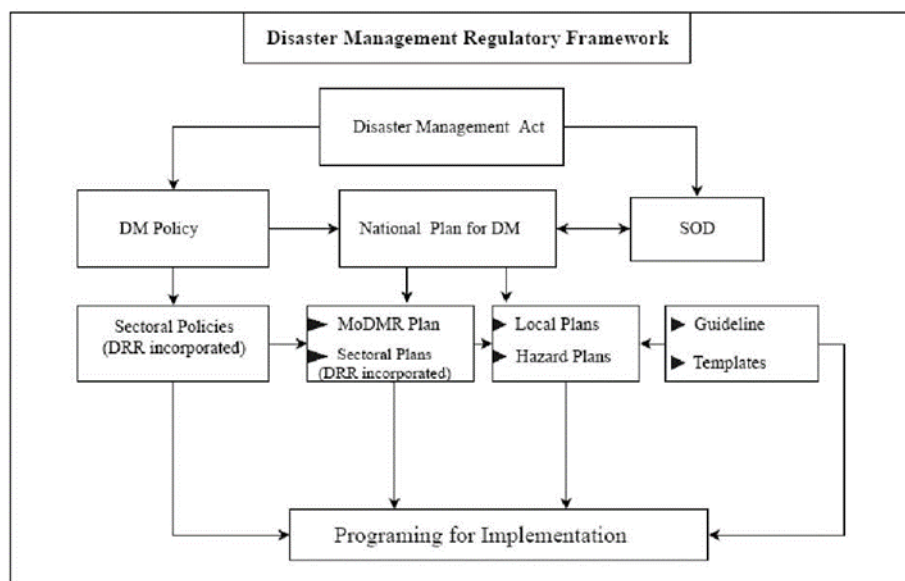 Disaster Management Regulatory Framework
Disaster Management Act
DM Policy
National Plan for DM
SOD
Sectoral Policies
(DRR incorporated)
MoDMR Plan
Sectoral Plans
(DRR incorporated)
Local Plans
Hazard Plans
Guideline
Templates
Programing for Implementation